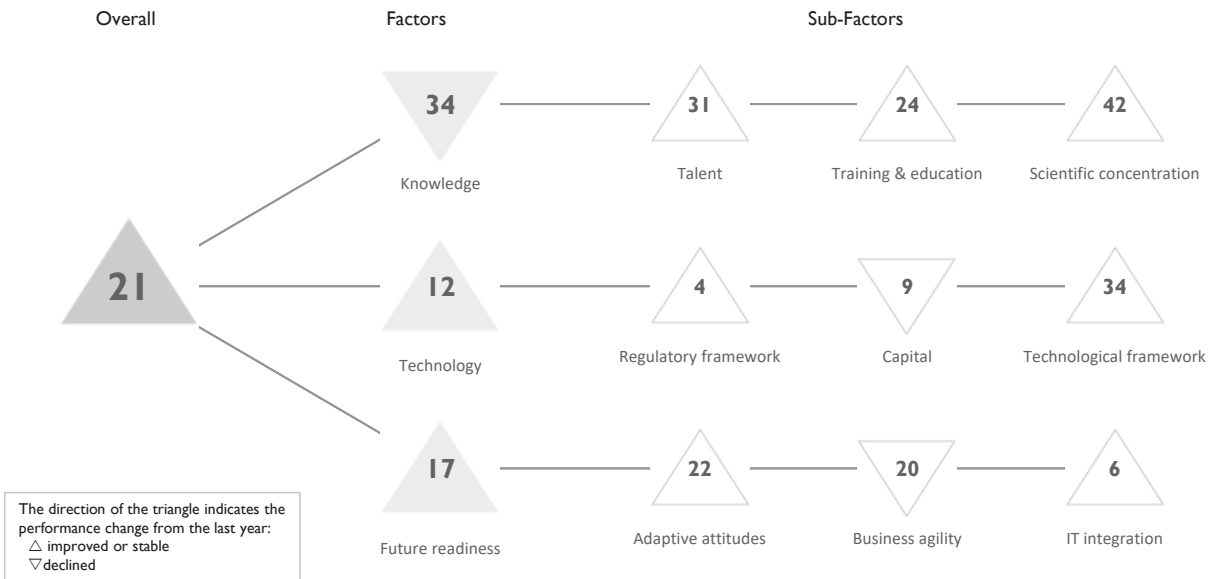 Overall
Factors
Sub-Factors
34
31
24
42
Knowledge
Talent
Training & education
Scientific concentration
21
12
4
9
34
Technology
Regulatory framework
Capital
Technological framework
17
22
20
6
Future readiness
Adaptive attitudes
Business agility
IT integration
The direction of the triangle indicates the
performance change from the last year:
△ improved or stable
▽declined